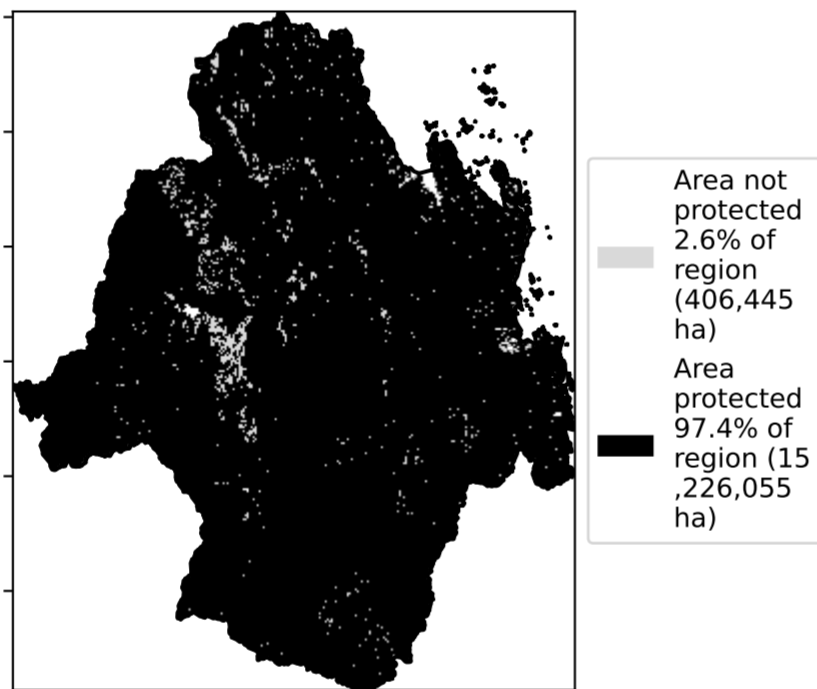 Area not
protected
2.6% of
region
(406,445
ha)
Area
protected
97.4% of
region (15
,226,055
ha)